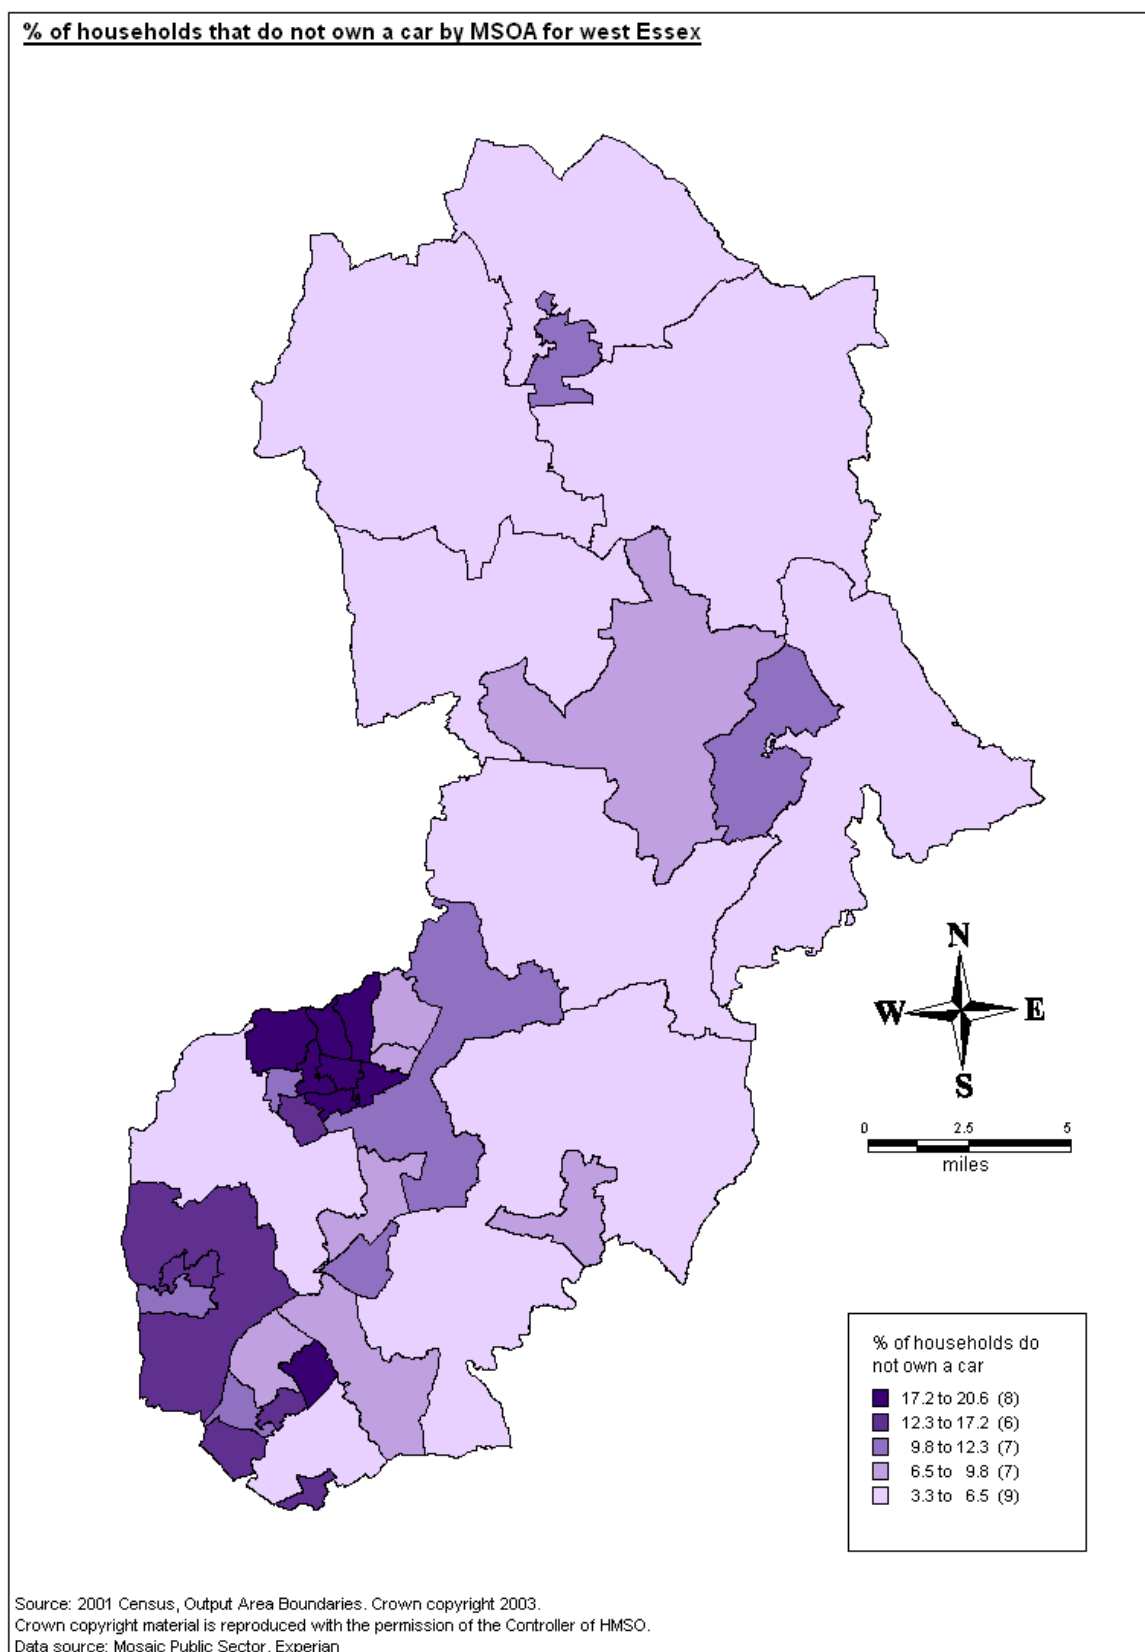 % of households that do not own a car by MSOA for west Essex
N
W E
S
0 2.5 5
miles
% of households do
not own a car
17.2 to 20.6 (8)
12.3 to 17.2 (6)
9.8 to 12.3 (7)
6.5 to 9.8 (7)
3.3 to 6.5 (9)
Source: 2001 Census, Output Area Boundaries. Crown copyright 2003.
Crown copyright material is reproduced with the permission of the Controller of HMSO.
Data source: Mosaic Public Sector, Experian